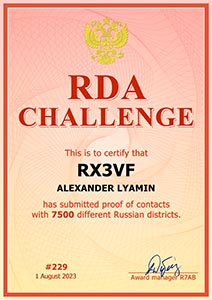 RDA
CHALLENGE
This is to certify that
RX3VF
ALEXANDER LYAMIN
has submitted proof of contacts
with 7500 different Russian districts.
#229
1 August 2023
Award manager R7AB